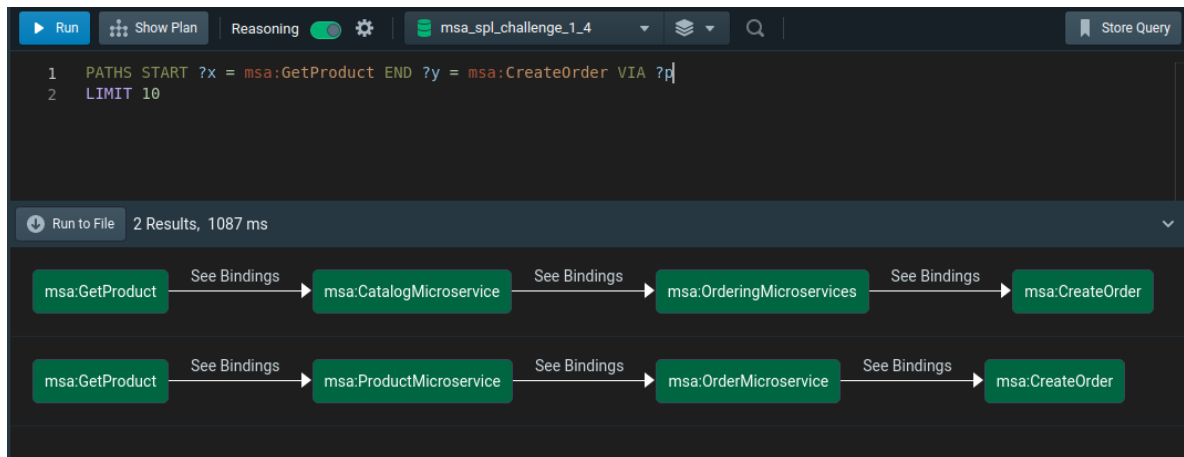 Run Show Plan Reasoning msa_spl_challenge_1_4 Store Query
1 PATHS START ?x = msa:GetProduct END ?y = msa:CreateOrder VIA ?p
2 LIMIT 10
Run to File 2 Results, 1087 ms
See Bindings See Bindings See Bindings
msa:GetProduct msa:CatalogMicroservice msa:OrderingMicroservices msa:CreateOrder
See Bindings See Bindings See Bindings
msa:GetProduct msa:ProductMicroservice msa:OrderMicroservice msa:CreateOrder